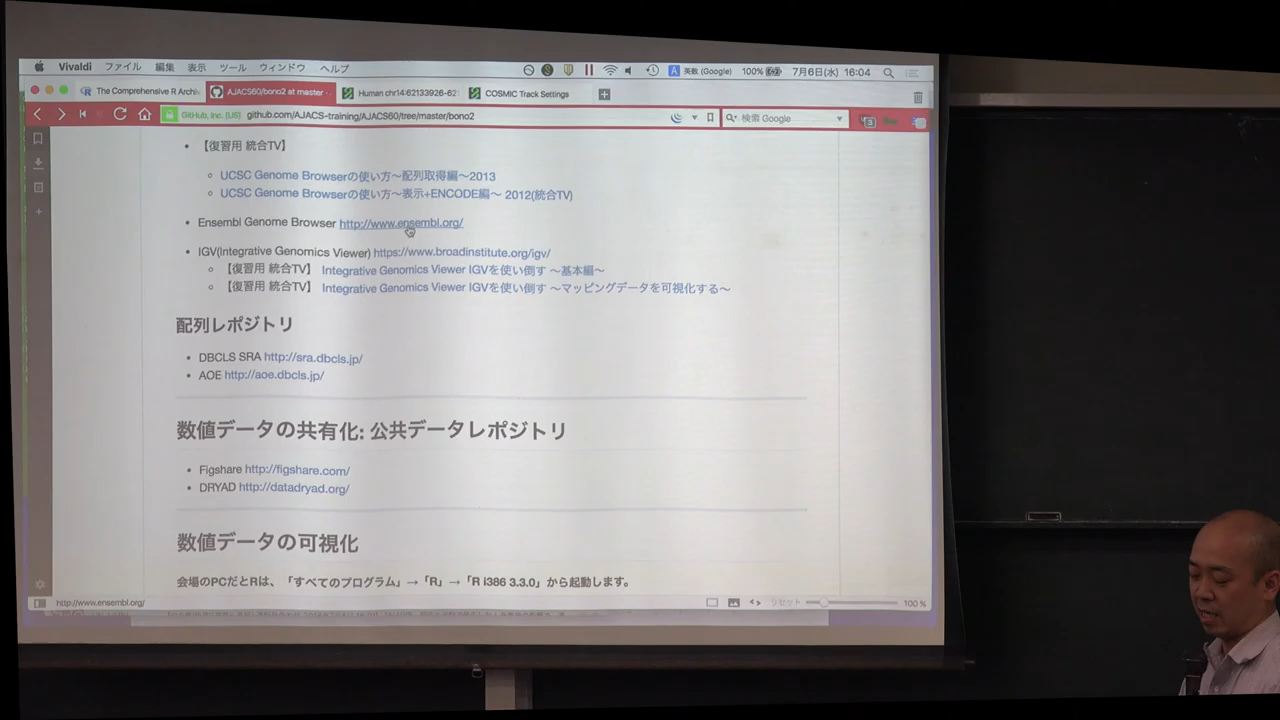 Vivaldi ファイル 編集 表示 ツール ウィンドウ ヘルプ 英数 (Google) 100% 7月6日(水) 16:04
The Comprehensive R Archiv AJACS60/bono2 at master · Human chr14:62133926-62 COSMIC Track Settings
GitHub, Inc. [US] github.com/AJACS-training/AJACS60/tree/master/bono2 検索 Google 3
• 【復習用 統合TV】
◦ UCSC Genome Browserの使い方〜配列取得編〜2013
◦ UCSC Genome Browserの使い方〜表示+ENCODE編〜 2012(統合TV)
• Ensembl Genome Browser http://www.ensembl.org/
• IGV(Integrative Genomics Viewer) https://www.broadinstitute.org/igv/
◦ 【復習用 統合TV】 Integrative Genomics Viewer IGVを使い倒す 〜基本編〜
◦ 【復習用 統合TV】 Integrative Genomics Viewer IGVを使い倒す 〜マッピングデータを可視化する〜
配列レポジトリ
• DBCLS SRA http://sra.dbcls.jp/
• AOE http://aoe.dbcls.jp/
数値データの共有化: 公共データレポジトリ
• Figshare http://figshare.com/
• DRYAD http://datadryad.org/
数値データの可視化
会場のPCだとRは、「すべてのプログラム」→「R」→「R i386 3.3.0」から起動します。
http://www.ensembl.org/ リセット 100 %